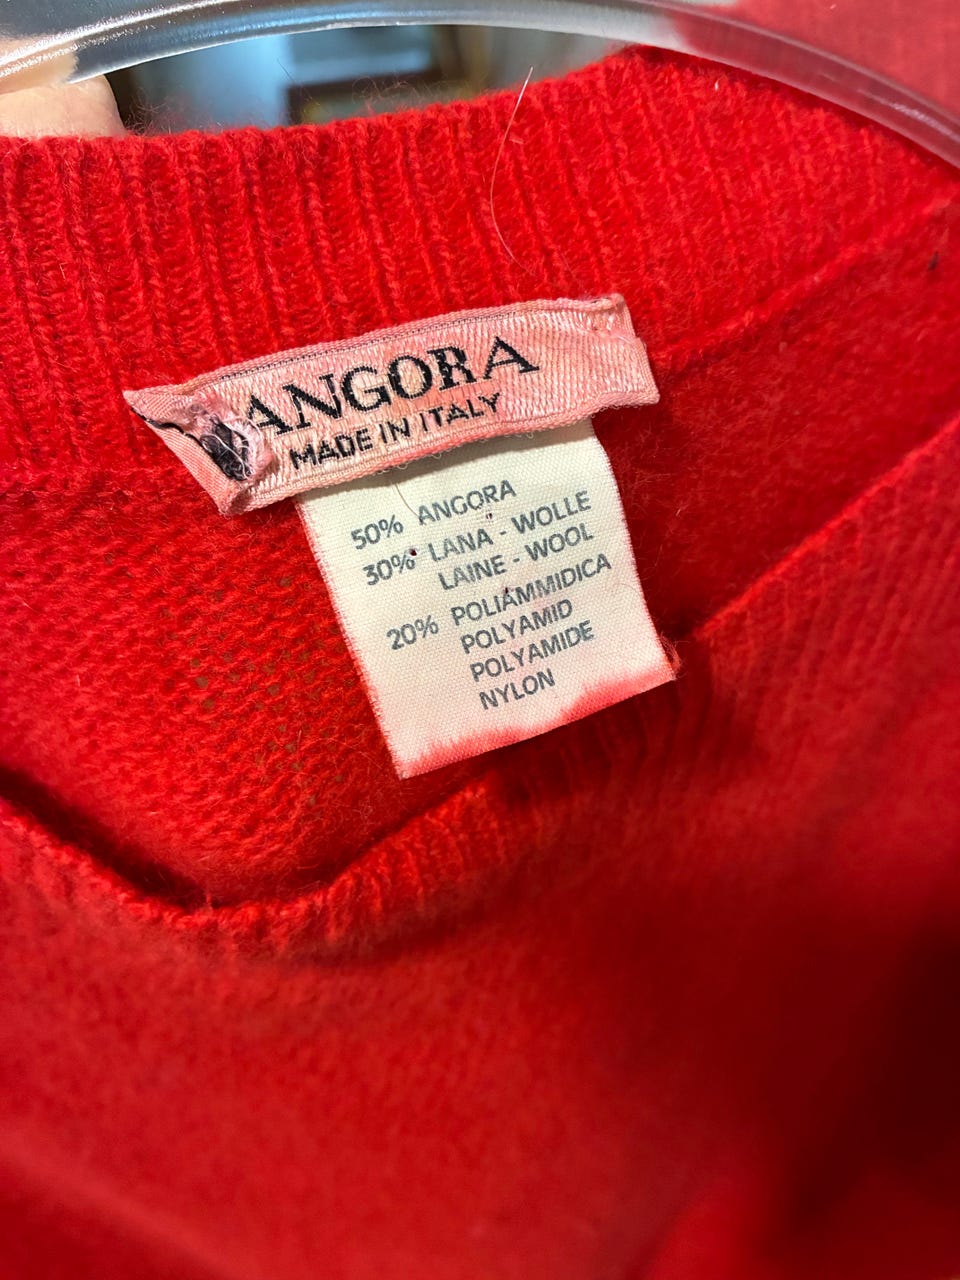 ANGORA
MADE IN ITALY
50% ANGORA
30% LANA - WOLLE
LAINE - WOOL
20% POLIAMMIDICA
POLYAMID
POLYAMIDE
NYLON